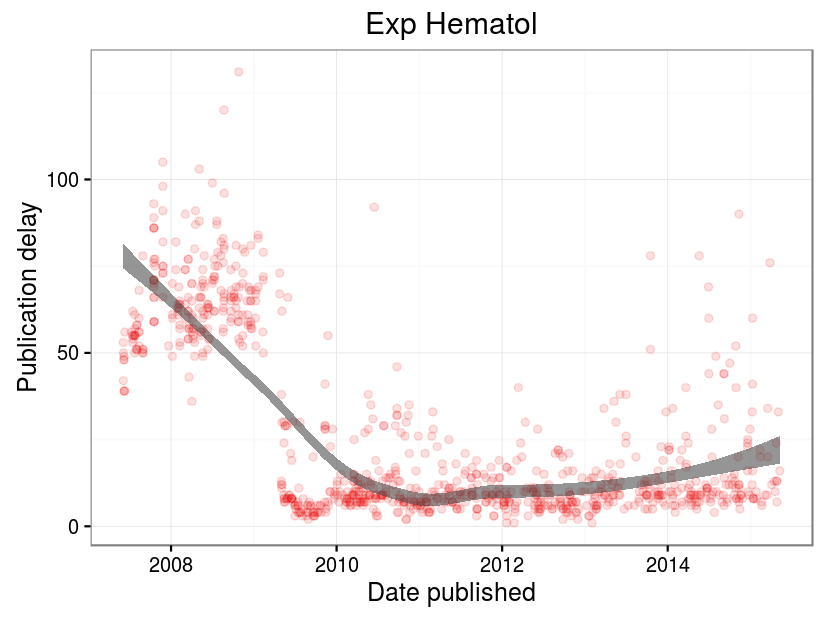 Exp Hematol
Publication delay
100
50
0
2008 2010 2012 2014
Date published